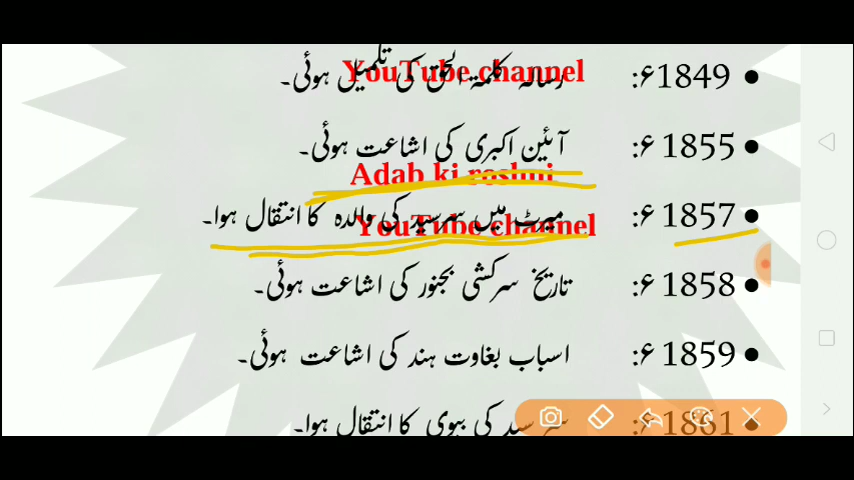 • 1849ء: رسالہ کلمۃ الحق کی تکمیل ہوئی۔
YouTube channel
• 1855ء: آئین اکبری کی اشاعت ہوئی۔
Adab ki roshni
• 1857ء: میرٹ میں سرسید کی والدہ کا انتقال ہوا۔
YouTube channel
• 1858ء: تاریخ سرکشی بجنور کی اشاعت ہوئی۔
• 1859ء: اسباب بغاوت ہند کی اشاعت ہوئی۔
• 1861ء: سرسید کی بیوی کا انتقال ہوا۔